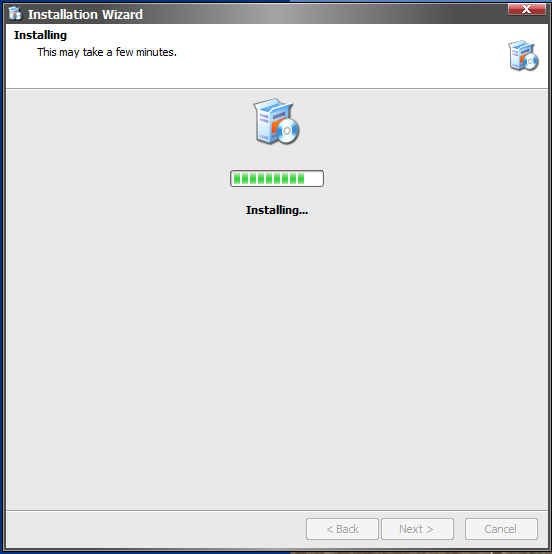 Installation Wizard
Installing
This may take a few minutes.
Installing...
< Back
Next >
Cancel